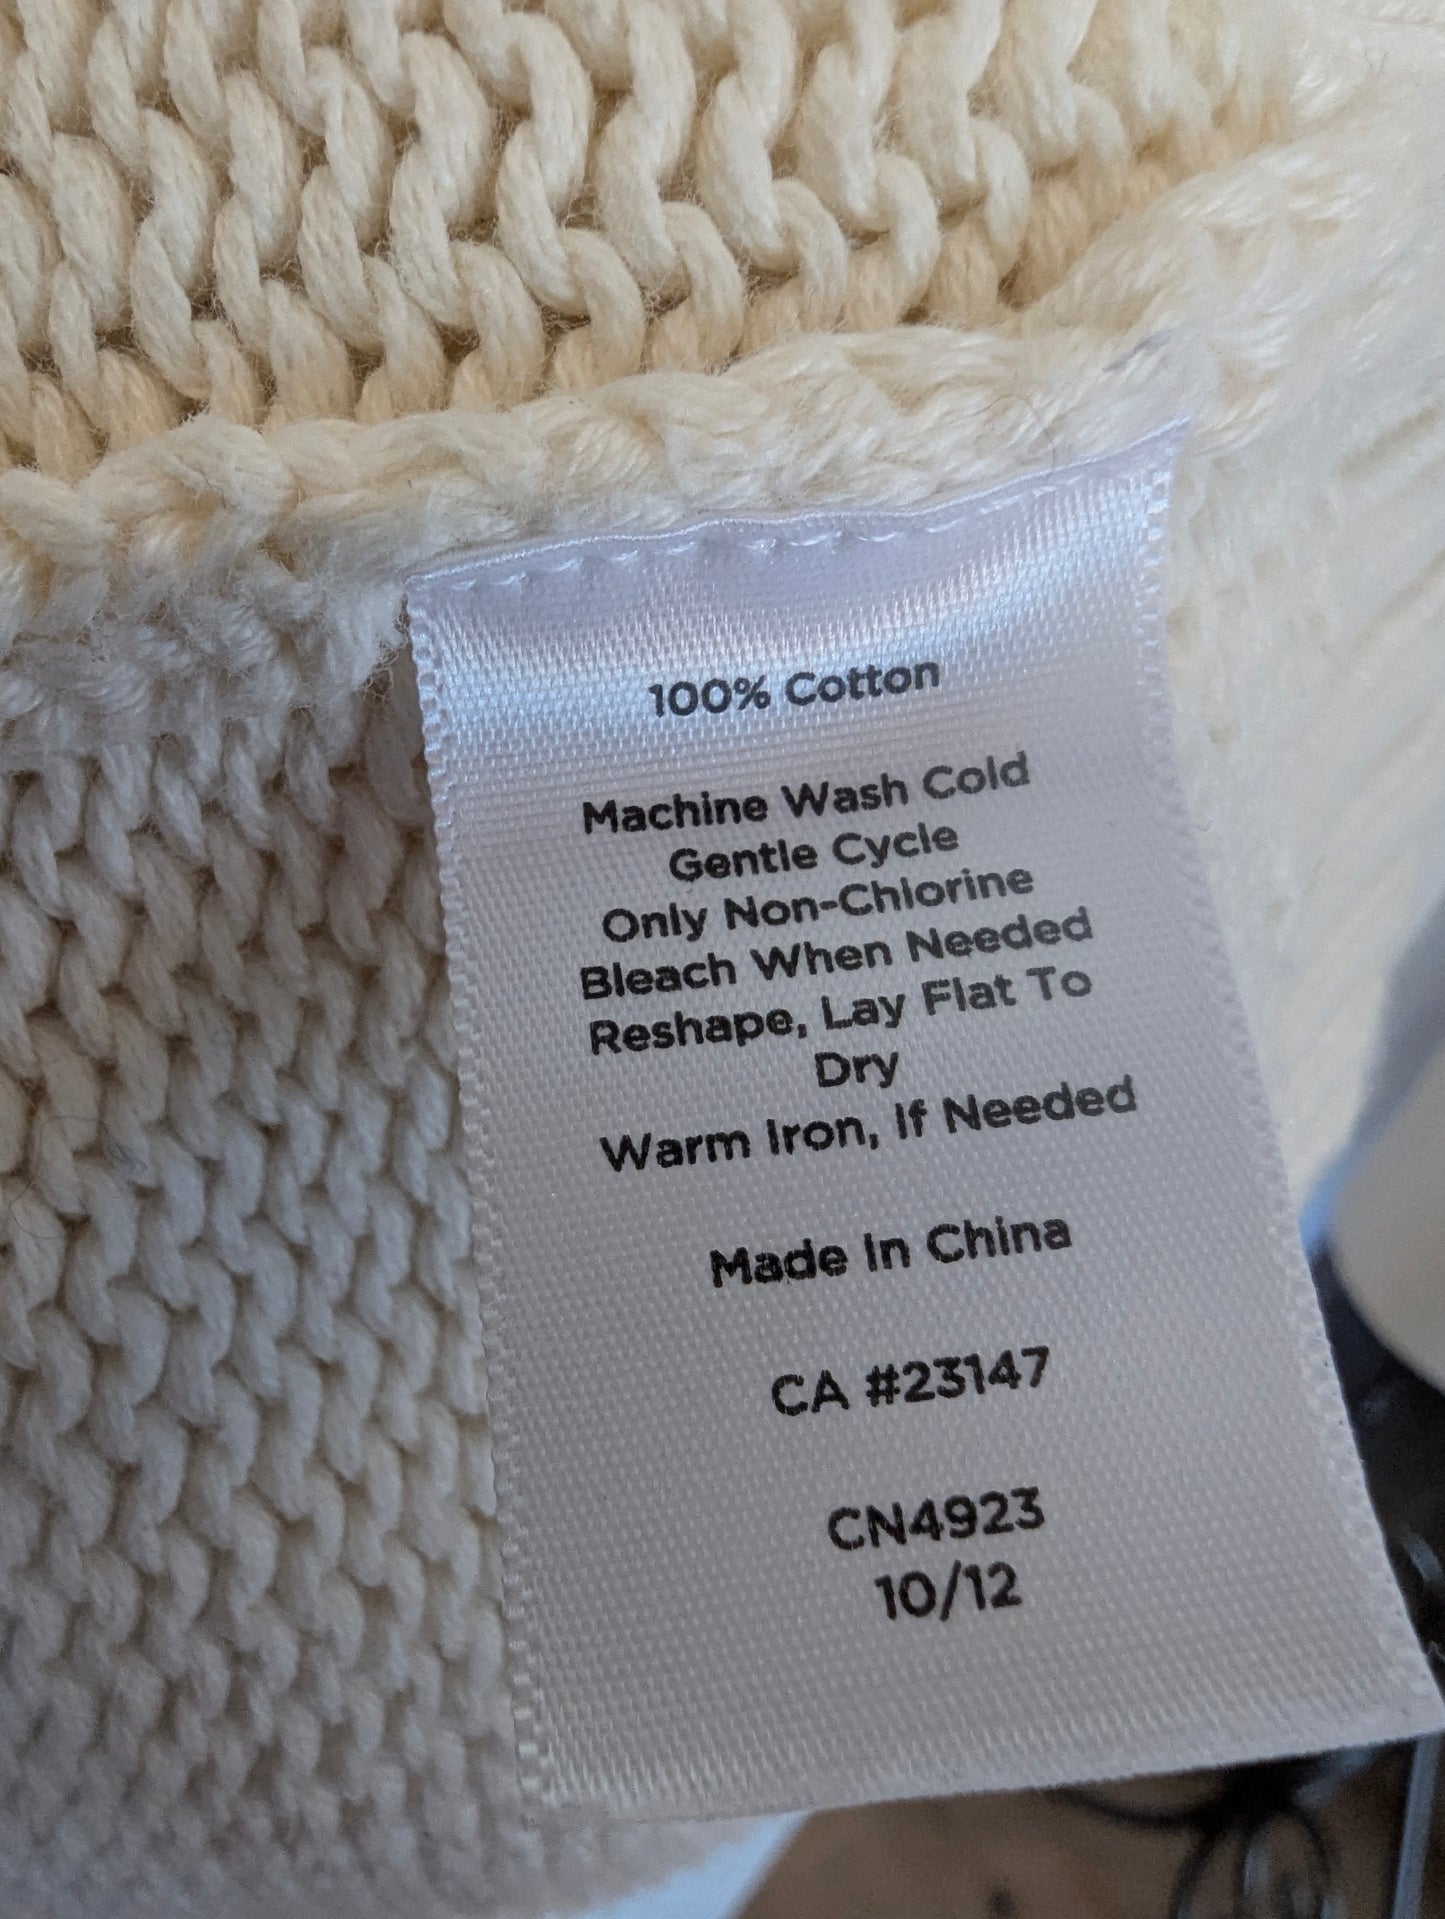 100% Cotton
Machine Wash Cold
Gentle Cycle
Only Non-Chlorine
Bleach When Needed
Reshape, Lay Flat To
Dry
Warm Iron, If Needed
Made In China
CA #23147
CN4923
10/12